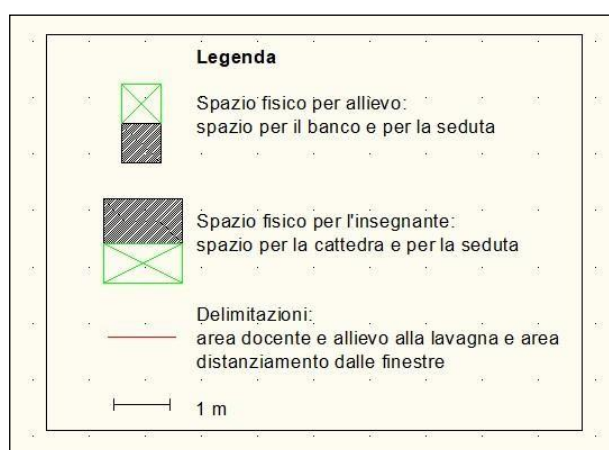 Legenda
Spazio fisico per allievo:
spazio per il banco e per la seduta
Spazio fisico per l'insegnante:
spazio per la cattedra e per la seduta
Delimitazioni:
area docente e allievo alla lavagna e area
distanziamento dalle finestre
1 m